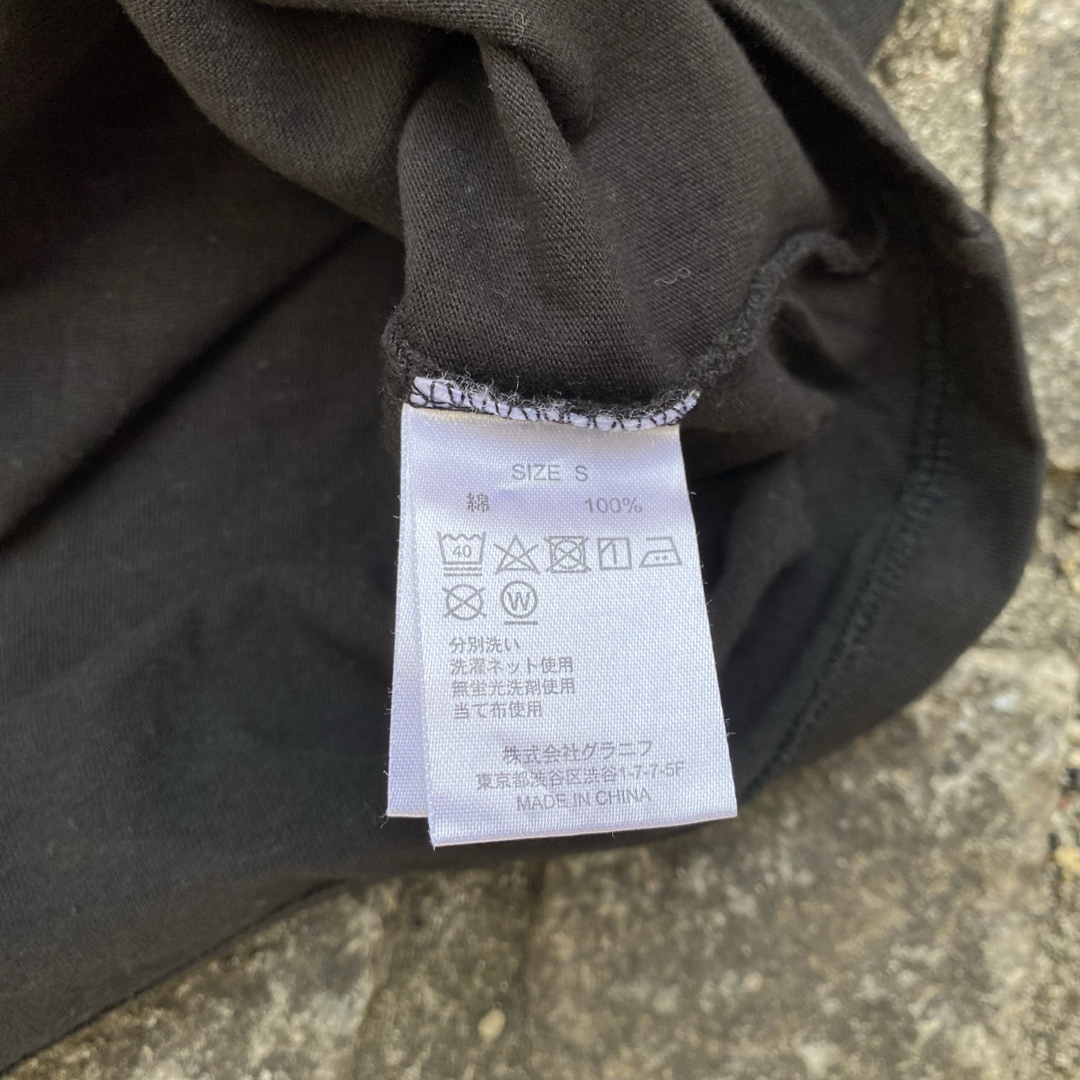 SIZE S
綿 100%
40
W
分別洗い
洗濯ネット使用
無蛍光洗剤使用
当て布使用
株式会社グラニフ
東京都渋谷区渋谷1-7-7-5F
MADE IN CHINA